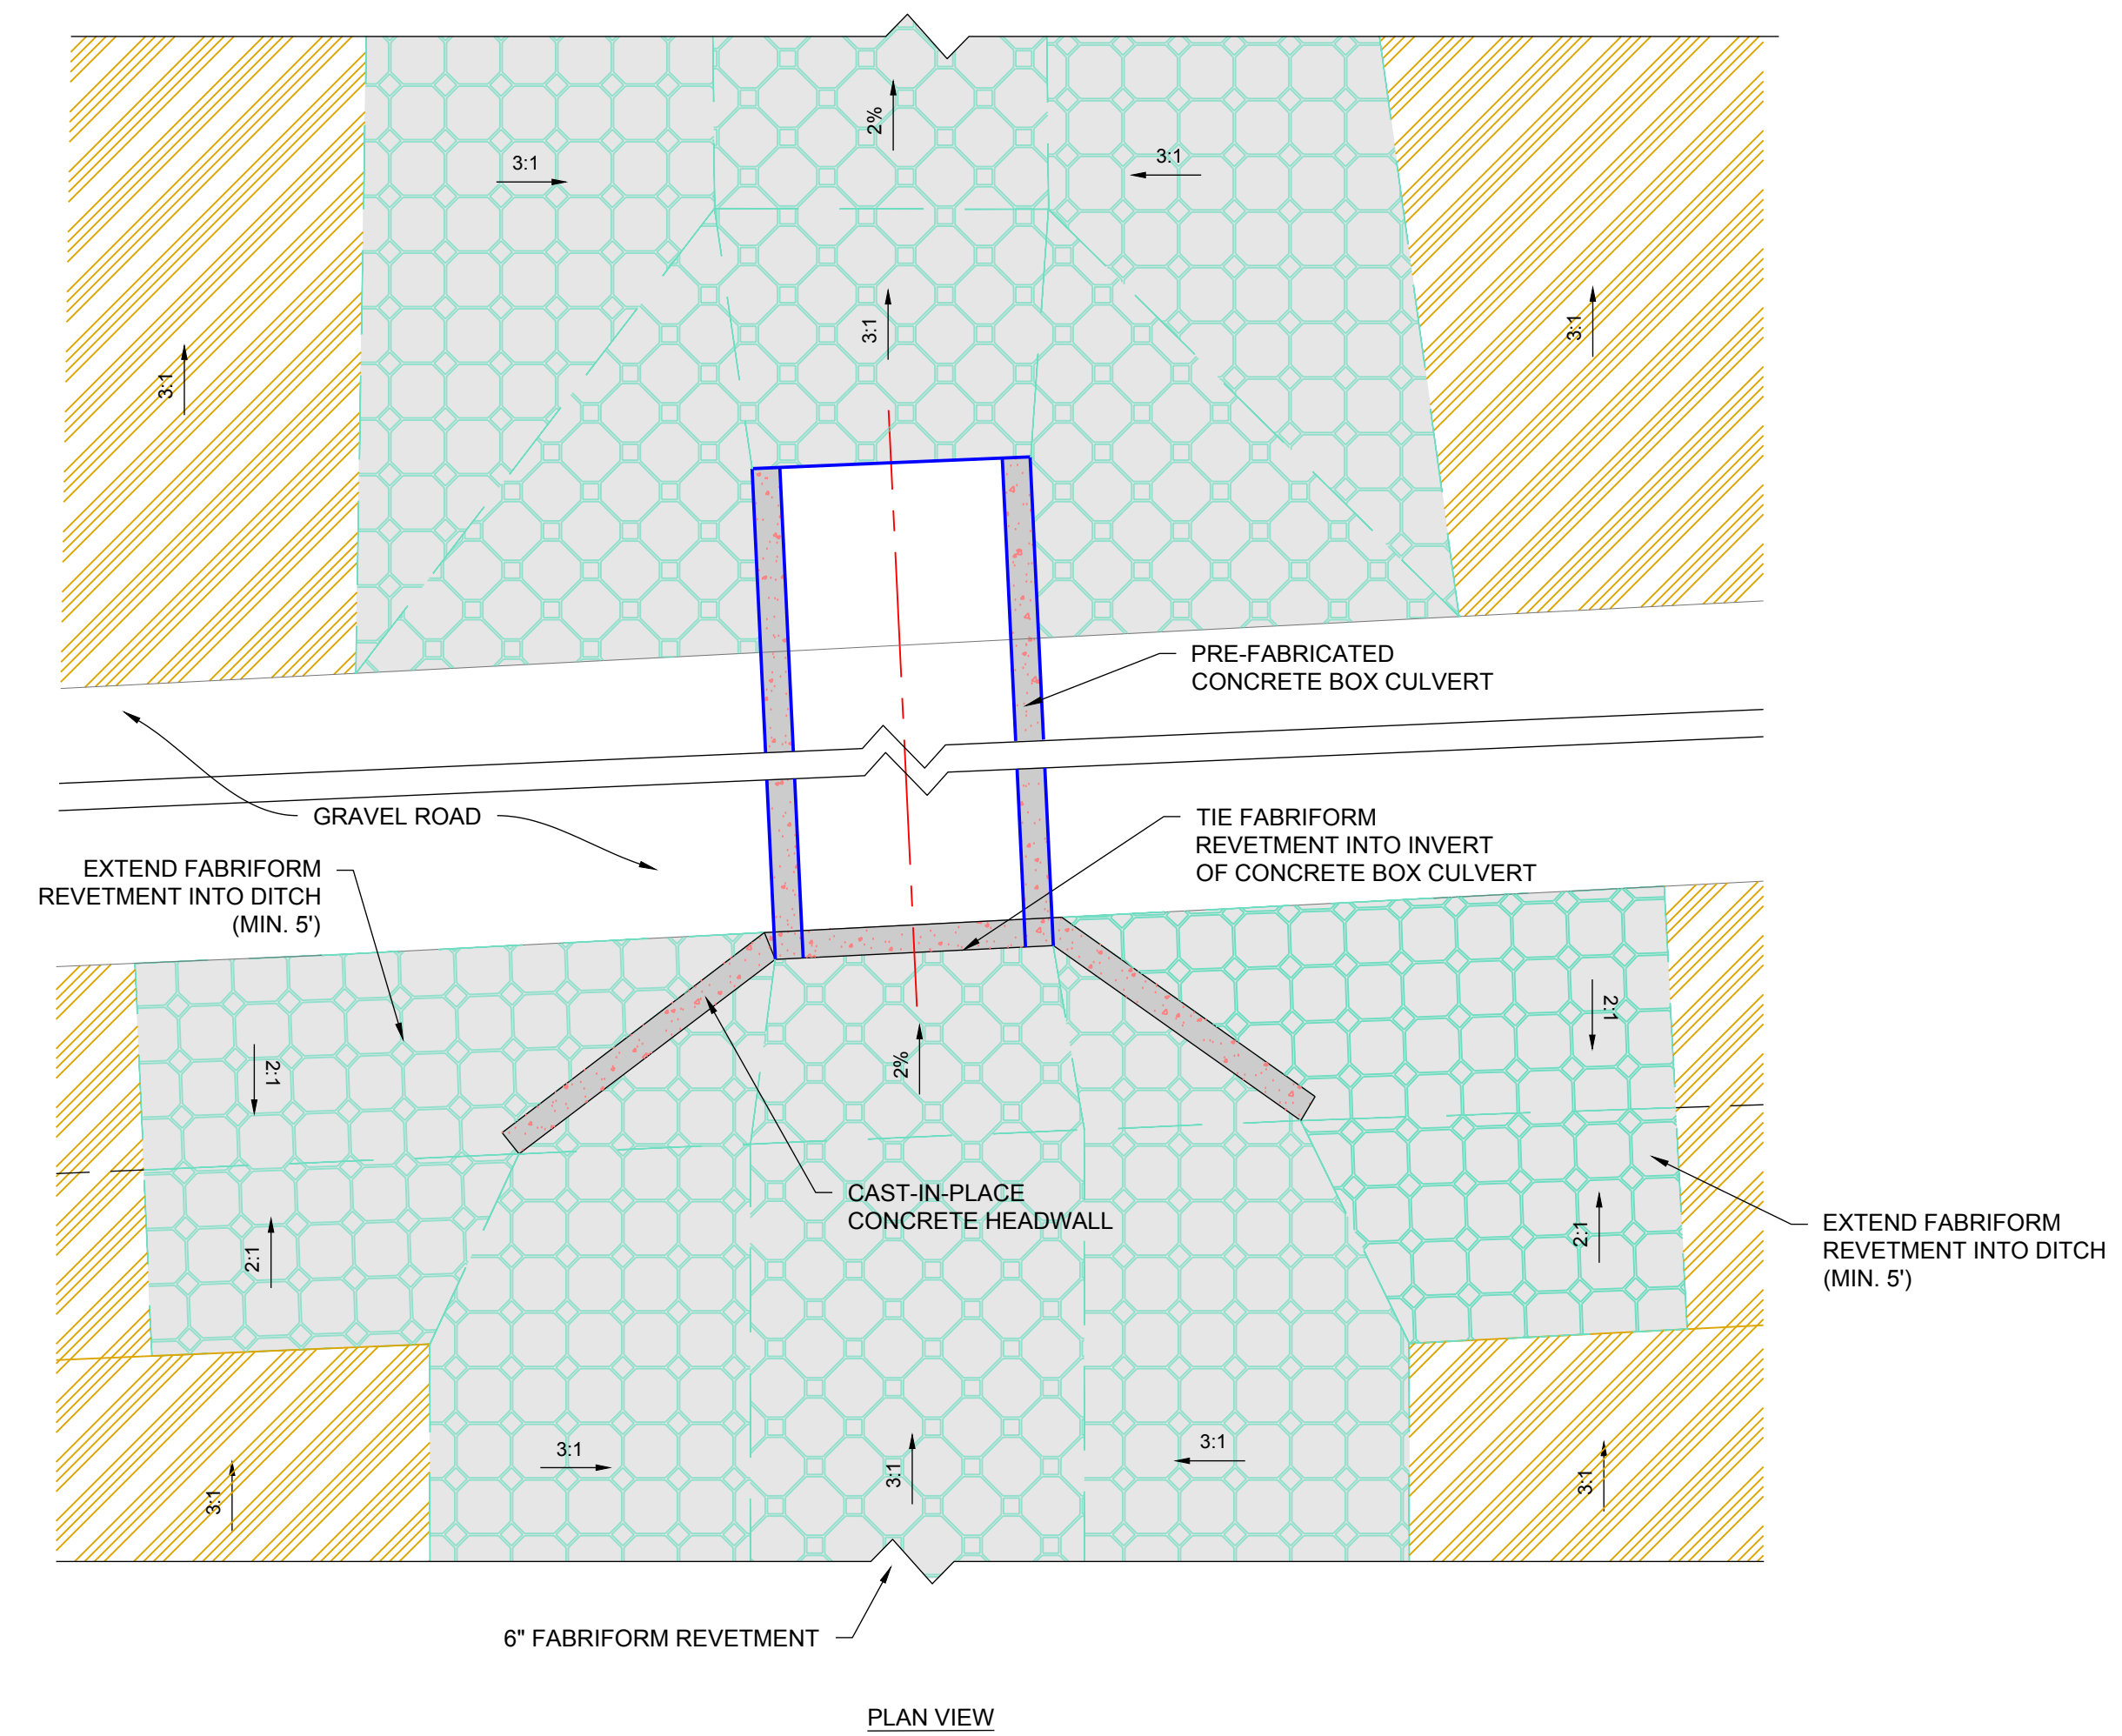 2%
3:1
3:1
3:1
3:1
3:1
PRE-FABRICATED
CONCRETE BOX CULVERT
GRAVEL ROAD
TIE FABRIFORM
REVETMENT INTO INVERT
OF CONCRETE BOX CULVERT
EXTEND FABRIFORM
REVETMENT INTO DITCH
(MIN. 5')
2:1
2%
2:1
CAST-IN-PLACE
CONCRETE HEADWALL
2:1
2:1
EXTEND FABRIFORM
REVETMENT INTO DITCH
(MIN. 5')
3:1
3:1
3:1
3:1
3:1
6" FABRIFORM REVETMENT
PLAN VIEW